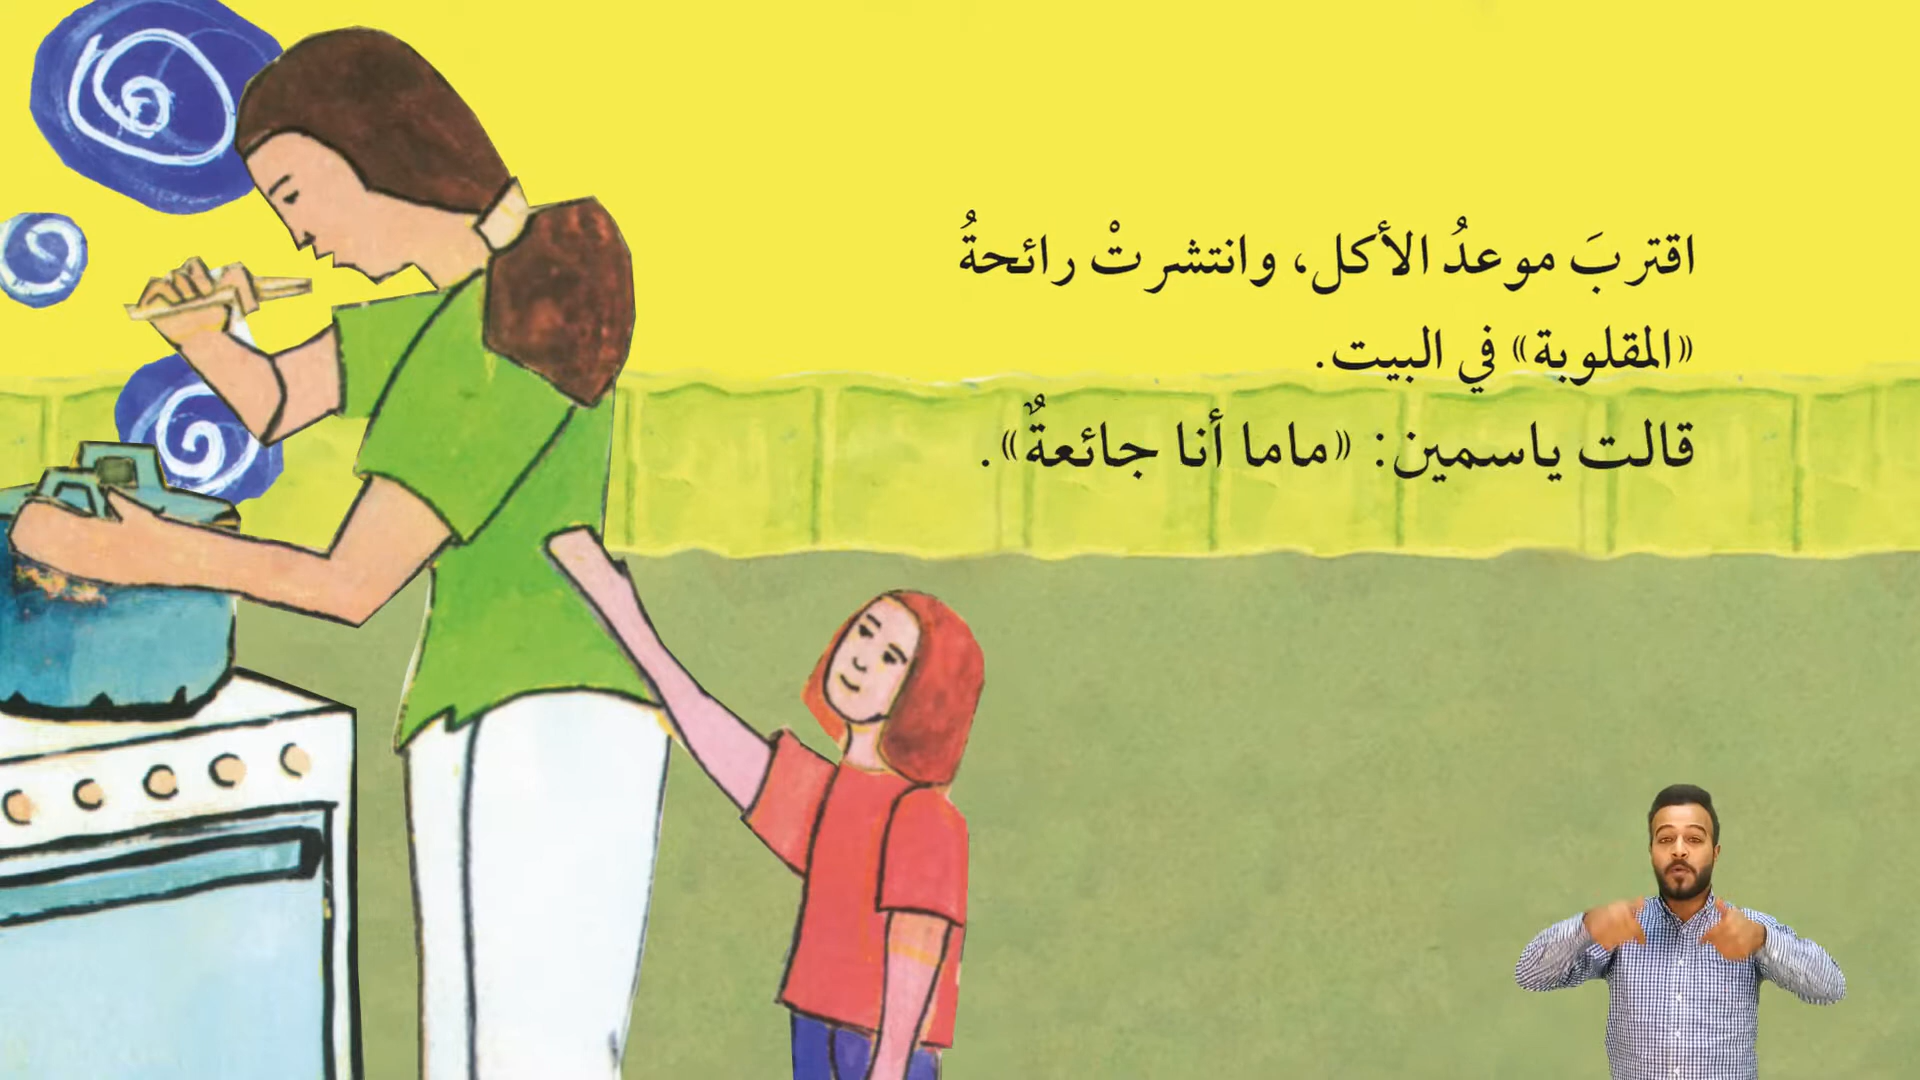 اقتربَ موعدُ الأكل، وانتشرتْ رائحةُ
«المقلوبة» في البيت.
قالت ياسمين: «ماما أنا جائعةٌ».